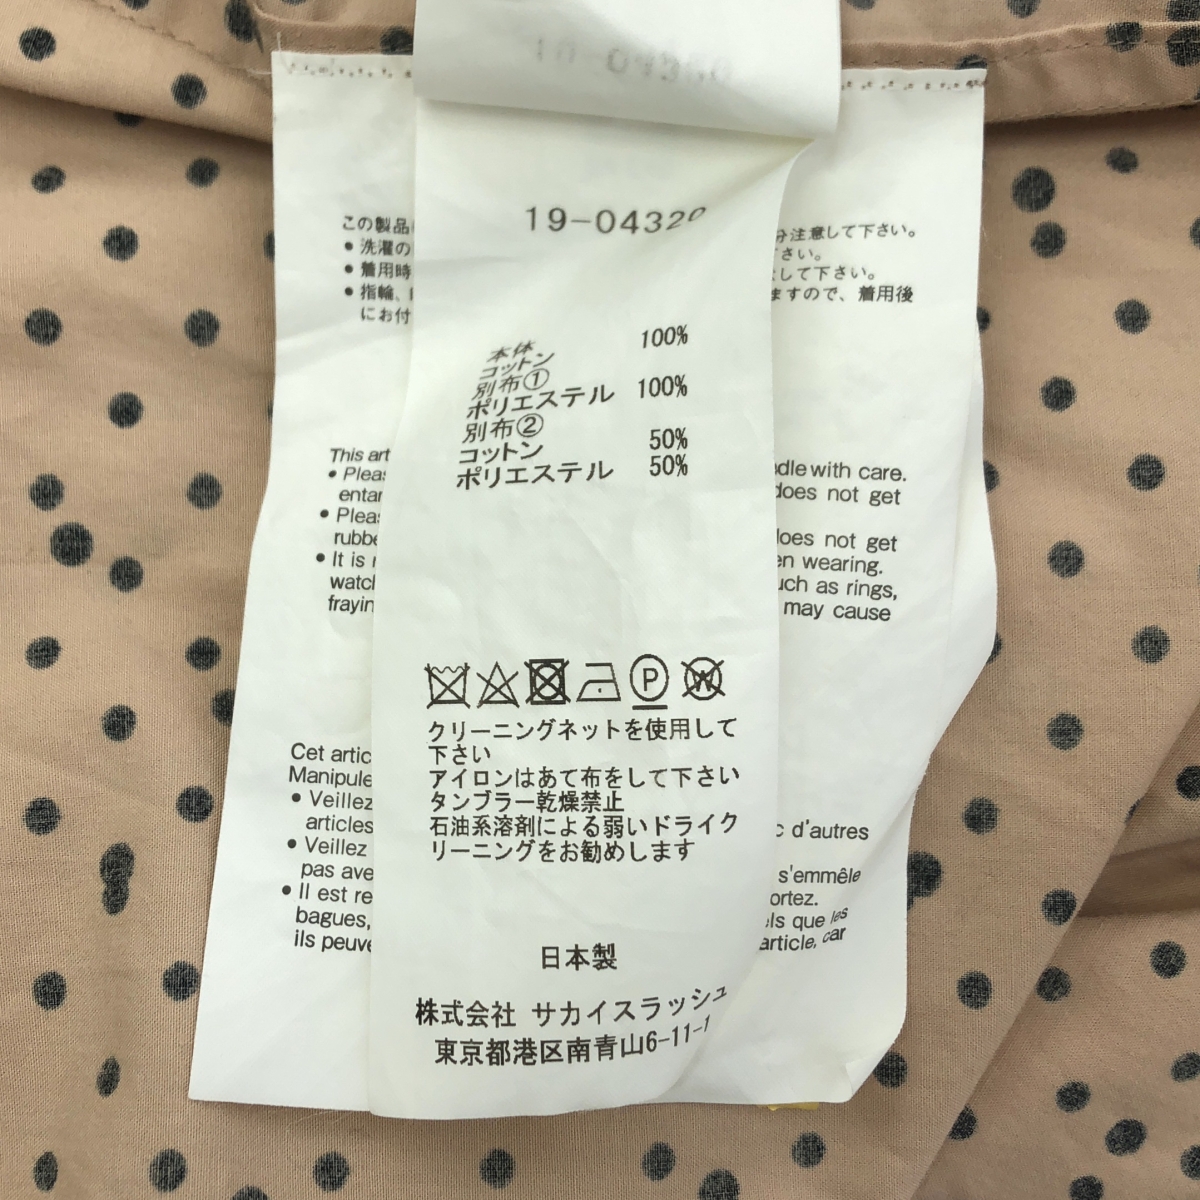 19-04320
本体 100%
コットン
別布①
ポリエステル 100%
別布②
コットン 50%
ポリエステル 50%
クリーニングネットを使用して
下さい
アイロンはあて布をして下さい
タンブラー乾燥禁止
石油系溶剤による弱いドライク
リーニングをお勧めします
日本製
株式会社 サカイスラッシュ
東京都港区南青山6-11-1
この製品 分注意して下さい。
• 洗濯の さい。
• 着用時 して下さい。
• 指輪、 ますので、着用後
にお付
This art dle with care.
• Pleas does not get
entar
• Pleas does not get
rubbe en wearing.
• It is uch as rings,
watch may cause
frayin
Cet artic
Manipule
• Veillez c d'autres
articles
• Veillez s'emmêle
pas ave ortez.
• Il est re els que les
bagues, article, car
ils peuve
P
W